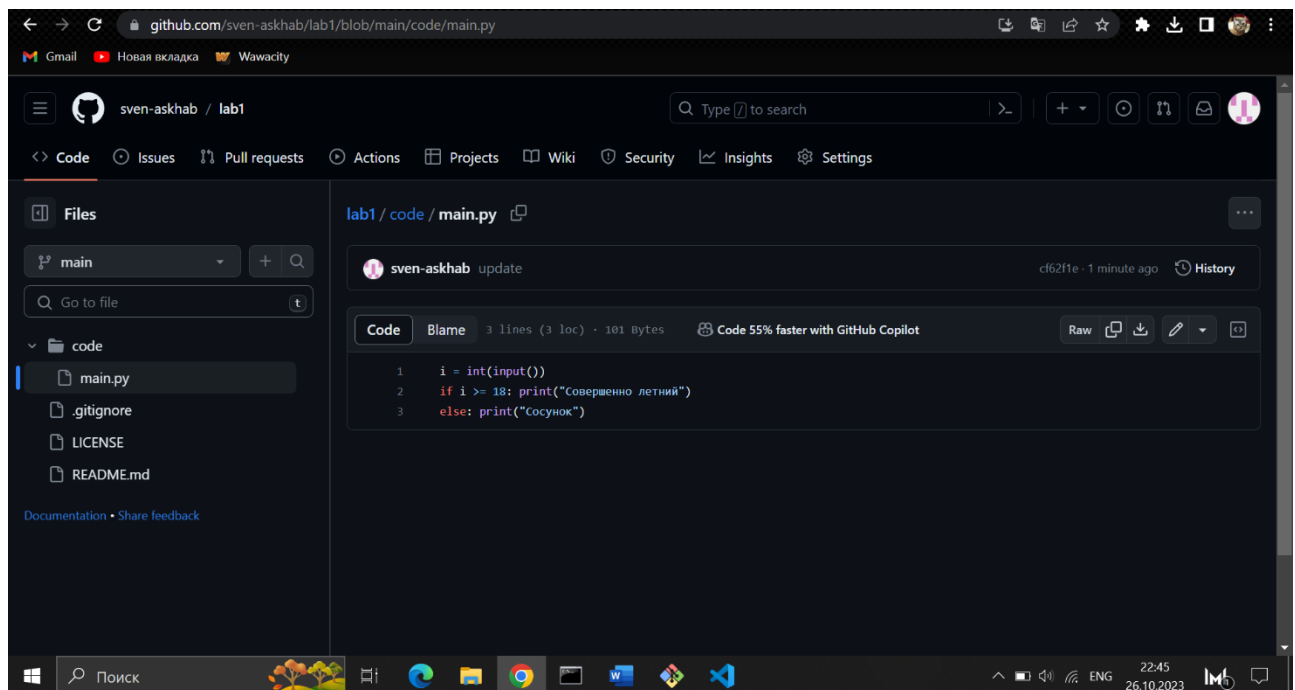 github.com/sven-askhab/lab1/blob/main/code/main.py
Gmail Новая вкладка Wawacity
sven-askhab / lab1 Type / to search
Code Issues Pull requests Actions Projects Wiki Security Insights Settings
Files
lab1 / code / main.py
main
sven-askhab update cf62f1e · 1 minute ago History
Go to file t
Code Blame 3 lines (3 loc) · 101 Bytes Code 55% faster with GitHub Copilot Raw
code
main.py
.gitignore
LICENSE
README.md
1 i = int(input())
2 if i >= 18: print("Совершенно летний")
3 else: print("Сосунок")
Documentation • Share feedback
Поиск ENG 22:45
26.10.2023